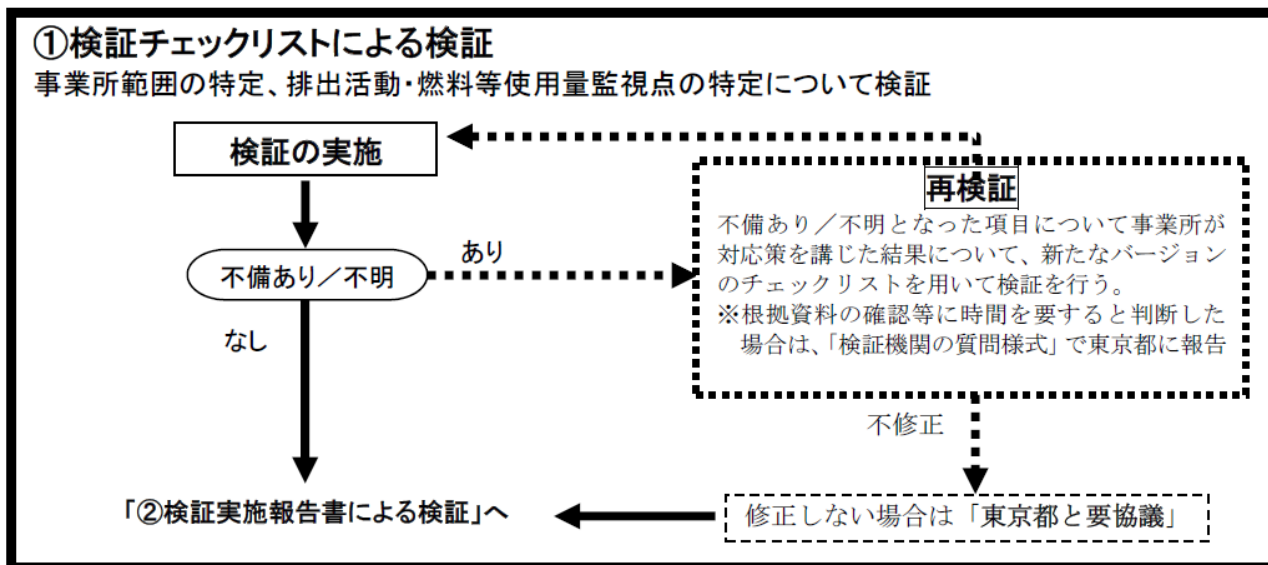 ①検証チェックリストによる検証
事業所範囲の特定、排出活動・燃料等使用量監視点の特定について検証
検証の実施
再検証
不備あり／不明となった項目について事業所が
対応策を講じた結果について、新たなバージョン
のチェックリストを用いて検証を行う。
※根拠資料の確認等に時間を要すると判断した
場合は、「検証機関の質問様式」で東京都に報告
不備あり／不明
あり
なし
不修正
「②検証実施報告書による検証」へ
修正しない場合は「東京都と要協議」